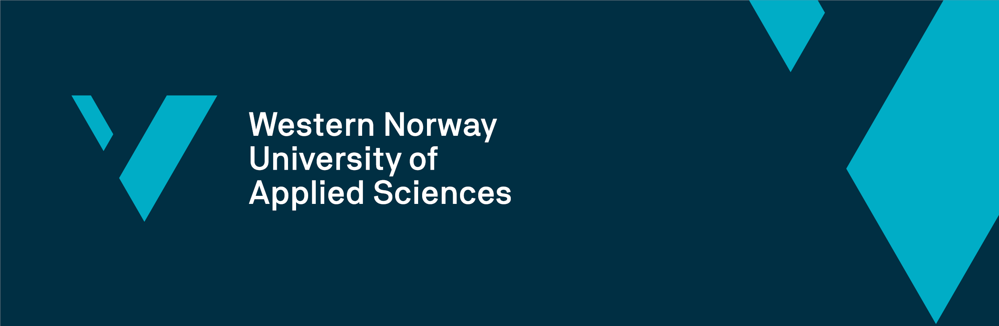 Western Norway
University of
Applied Sciences